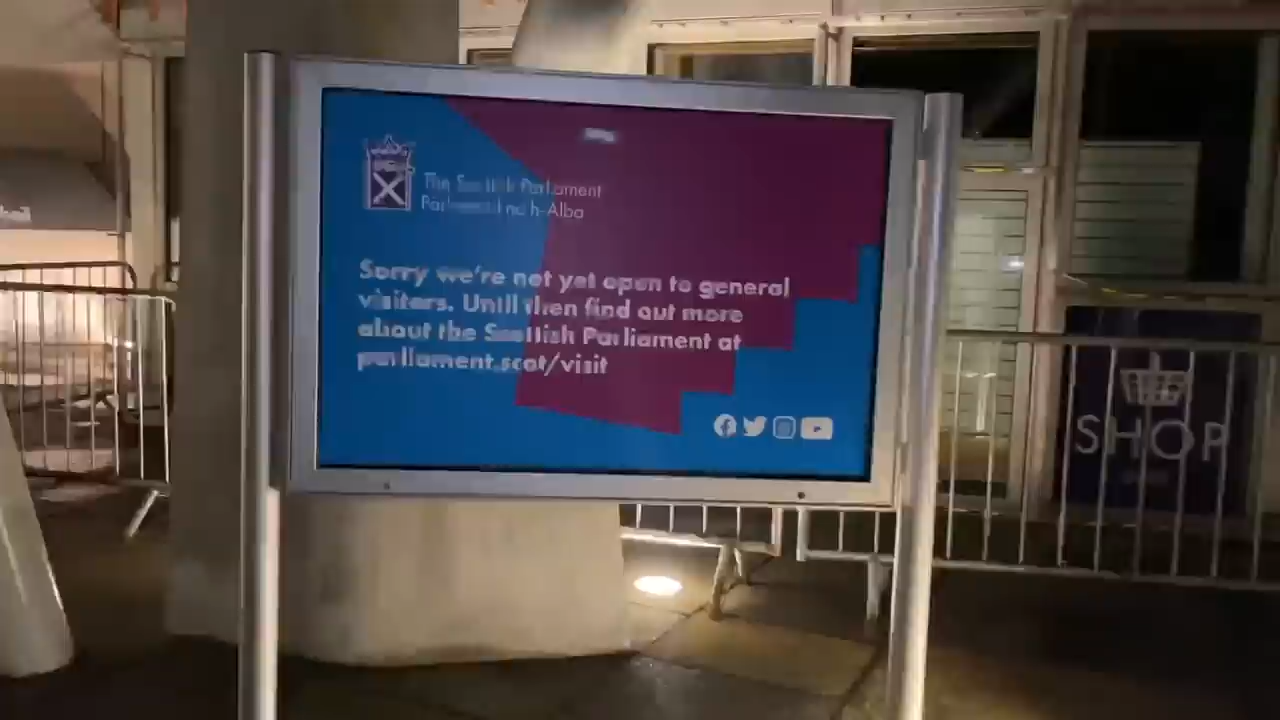 The Scottish Parliament
Pàrlamaid na h-Alba
Sorry we're not yet open to general
visitors. Until then find out more
about the Scottish Parliament at
parliament.scot/visit
SHOP